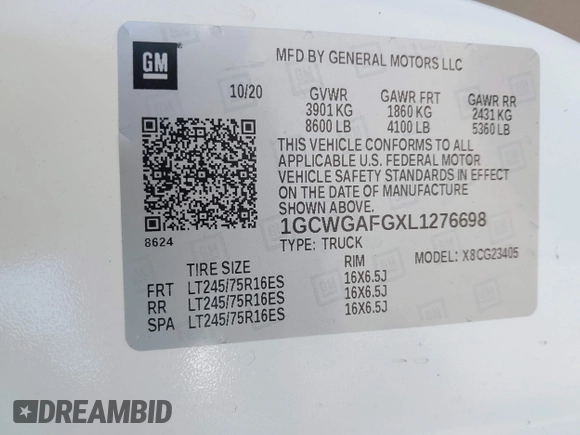 GM
MFD BY GENERAL MOTORS LLC
10/20 GVWR GAWR FRT GAWR RR
3901 KG 1860 KG 2431 KG
8600 LB 4100 LB 5360 LB
THIS VEHICLE CONFORMS TO ALL
APPLICABLE U.S. FEDERAL MOTOR
VEHICLE SAFETY STANDARDS IN EFFECT
ON THE DATE OF MANUFACTURE
SHOWN ABOVE.
8624
1GCWGAFGXL1276698
TYPE: TRUCK MODEL: X8CG23405
TIRE SIZE RIM
FRT LT245/75R16ES 16X6.5J
RR LT245/75R16ES 16X6.5J
SPA LT245/75R16ES 16X6.5J
DREAMBID